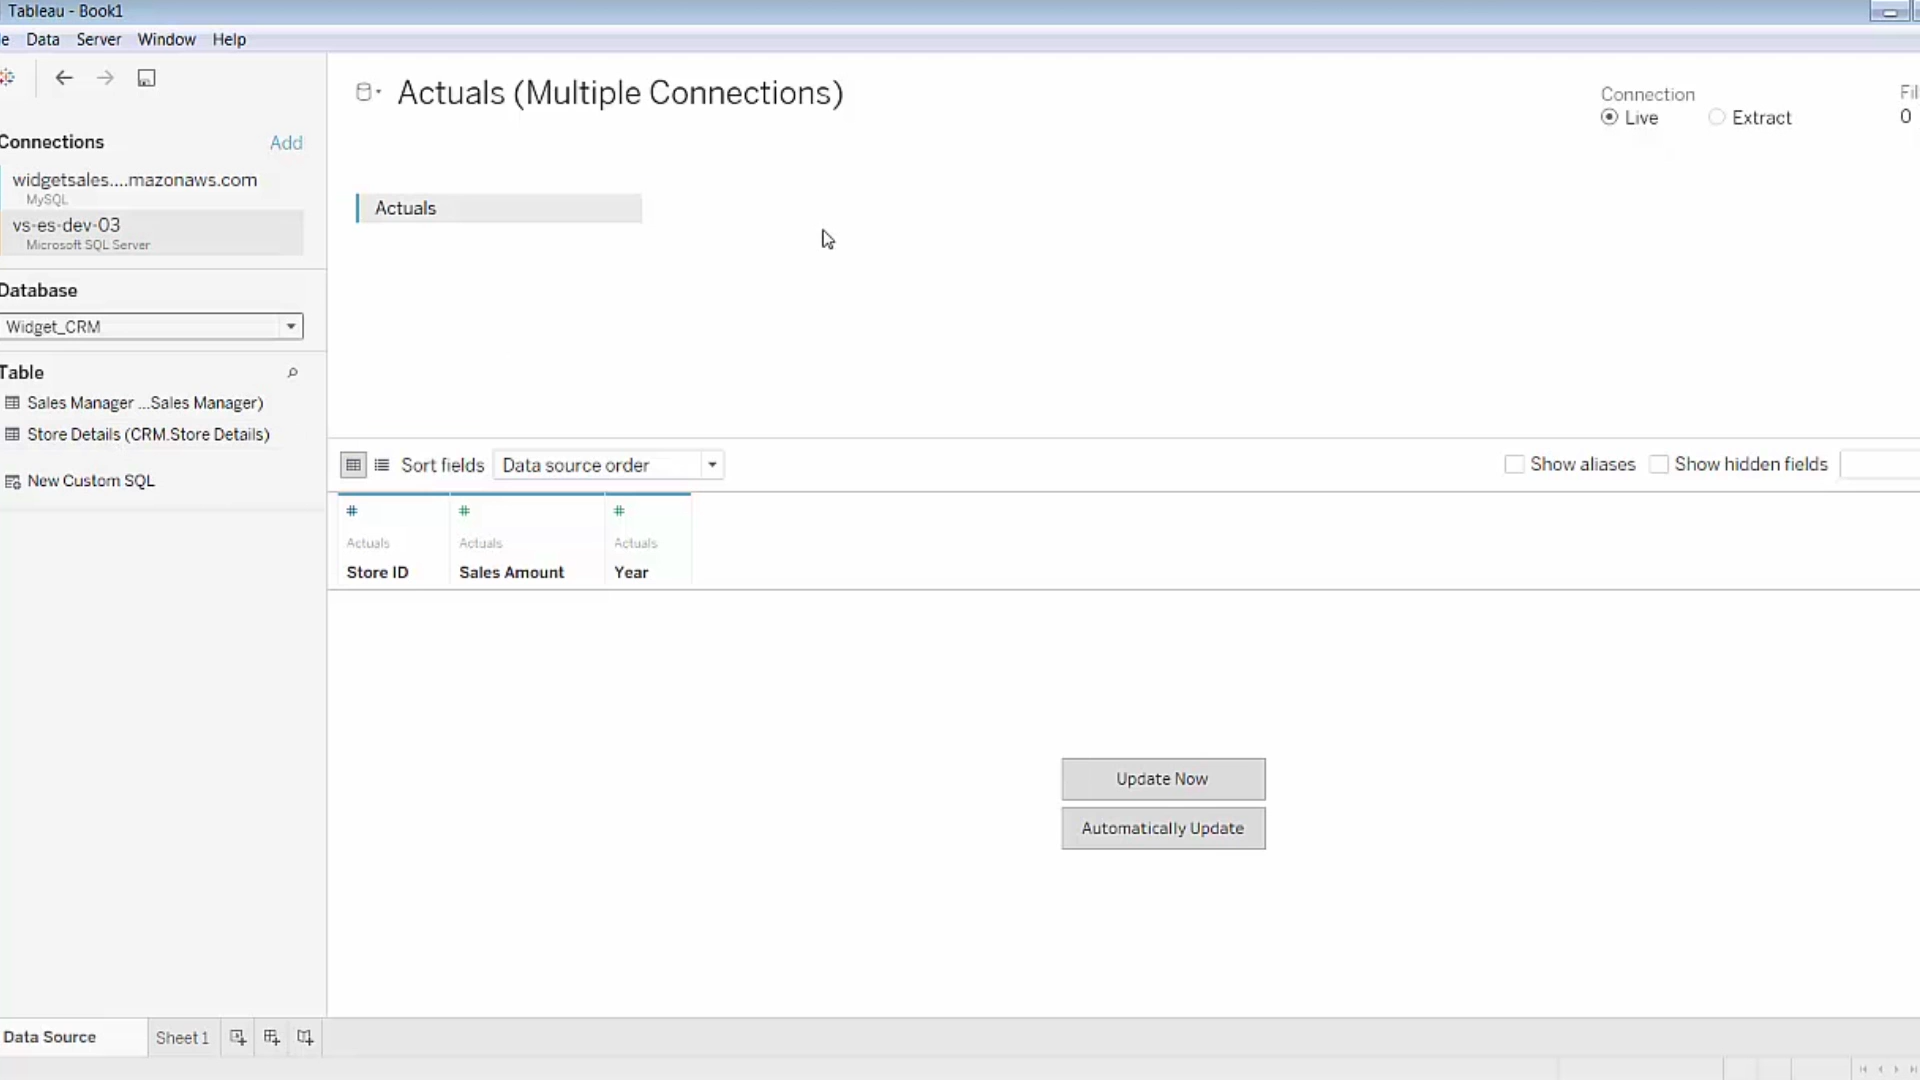 Tableau - Book1
le Data Server Window Help
Actuals (Multiple Connections)
Connection
Live
Extract
Fil
0
Connections
Add
widgetsales....mazonaws.com
MySQL
vs-es-dev-03
Microsoft SQL Server
Actuals
Database
Widget_CRM
Table
Sales Manager ...Sales Manager)
Store Details (CRM.Store Details)
New Custom SQL
Sort fields
Data source order
Show aliases
Show hidden fields
# # #
Actuals Actuals Actuals
Store ID Sales Amount Year
Update Now
Automatically Update
Data Source
Sheet 1